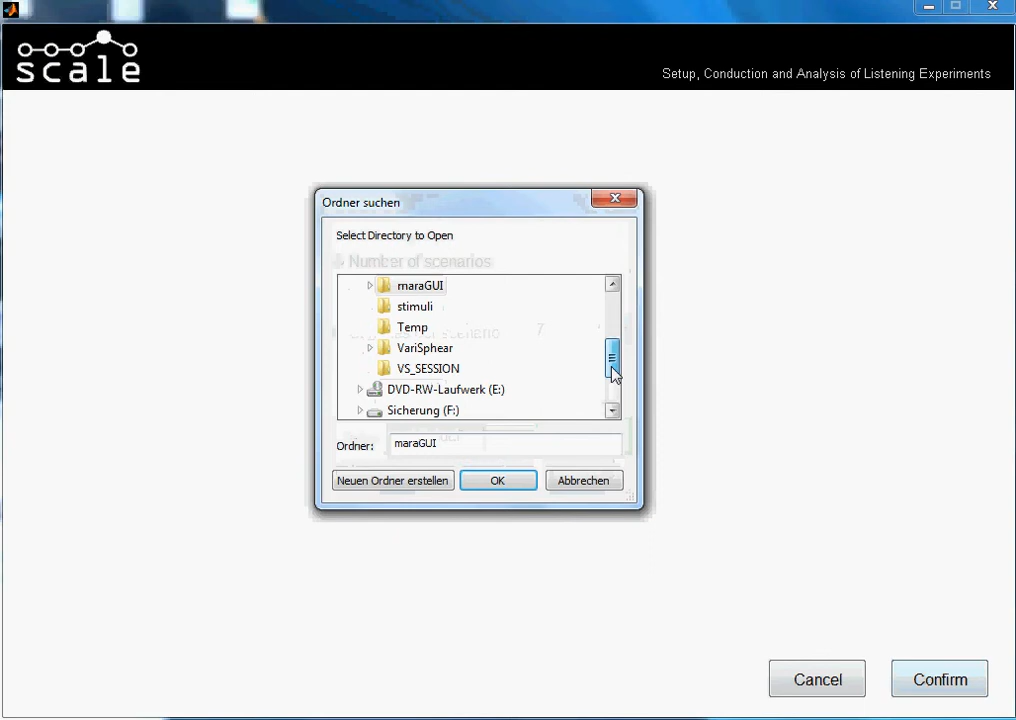 scale
Setup, Conduction and Analysis of Listening Experiments
Ordner suchen
Select Directory to Open
Number of scenarios
maraGUI
stimuli
Temp
7
VariSphear
VS_SESSION
DVD-RW-Laufwerk (E:)
Sicherung (F:)
Ordner: maraGUI
Neuen Ordner erstellen OK Abbrechen
Cancel Confirm